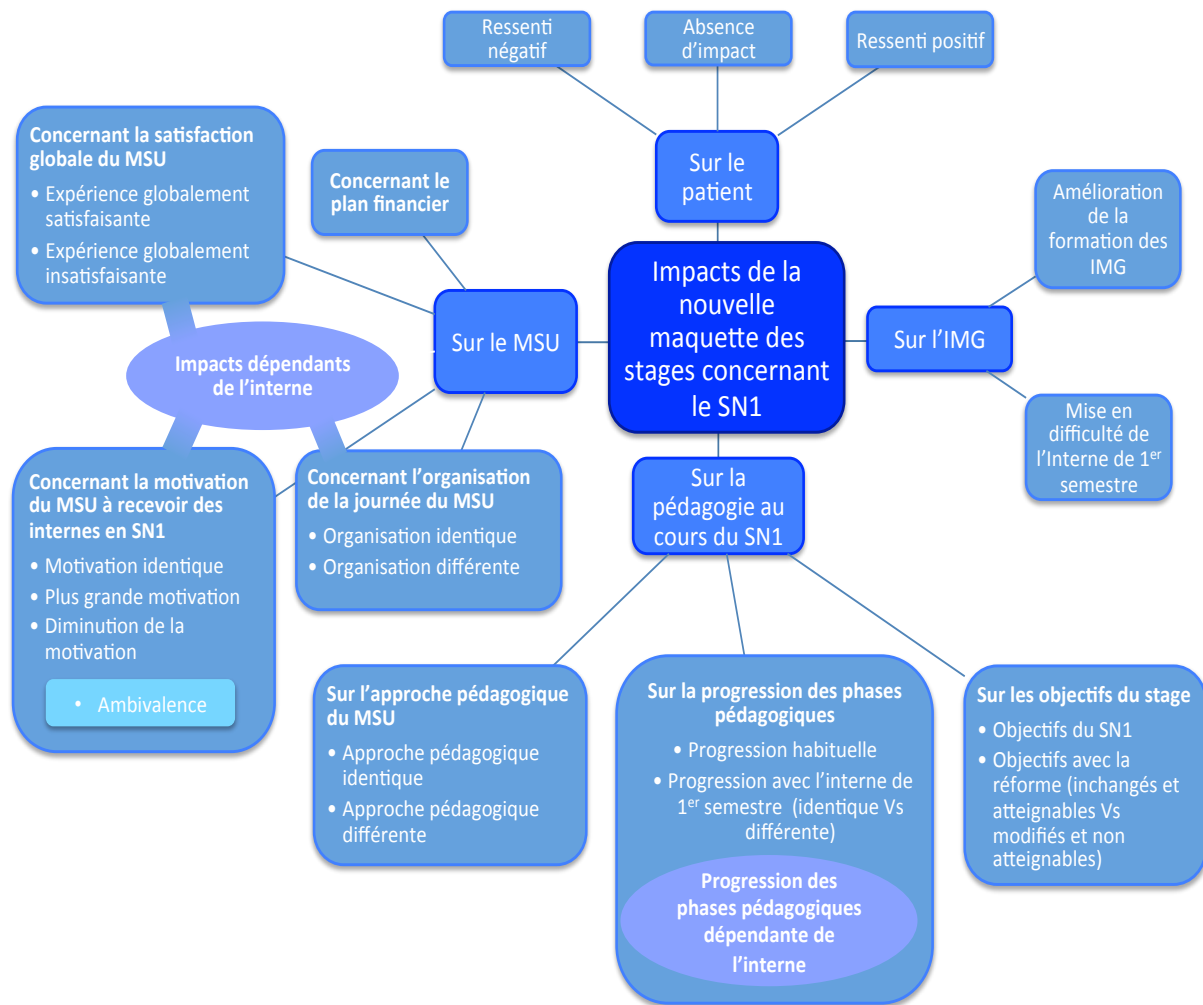 Ressenti
négatif
Absence
d’impact
Ressenti positif
Sur le
patient
Concernant la satisfaction
globale du MSU
• Expérience globalement
satisfaisante
• Expérience globalement
insatisfaisante
Concernant le
plan financier
Impacts de la
nouvelle
maquette des
stages concernant
le SN1
Amélioration
de la
formation des
IMG
Sur le MSU
Sur l’IMG
Impacts dépendants
de l’interne
Mise en
difficulté de
l’Interne de 1er
semestre
Concernant la motivation
du MSU à recevoir des
internes en SN1
• Motivation identique
• Plus grande motivation
• Diminution de la
motivation
• Ambivalence
Concernant l’organisation
de la journée du MSU
• Organisation identique
• Organisation différente
Sur la
pédagogie au
cours du SN1
Sur l’approche pédagogique
du MSU
• Approche pédagogique
identique
• Approche pédagogique
différente
Sur la progression des phases
pédagogiques
• Progression habituelle
• Progression avec l’interne de
1er semestre (identique Vs
différente)
Progression des
phases pédagogiques
dépendante de
l’interne
Sur les objectifs du stage
• Objectifs du SN1
• Objectifs avec la
réforme (inchangés et
atteignables Vs
modifiés et non
atteignables)